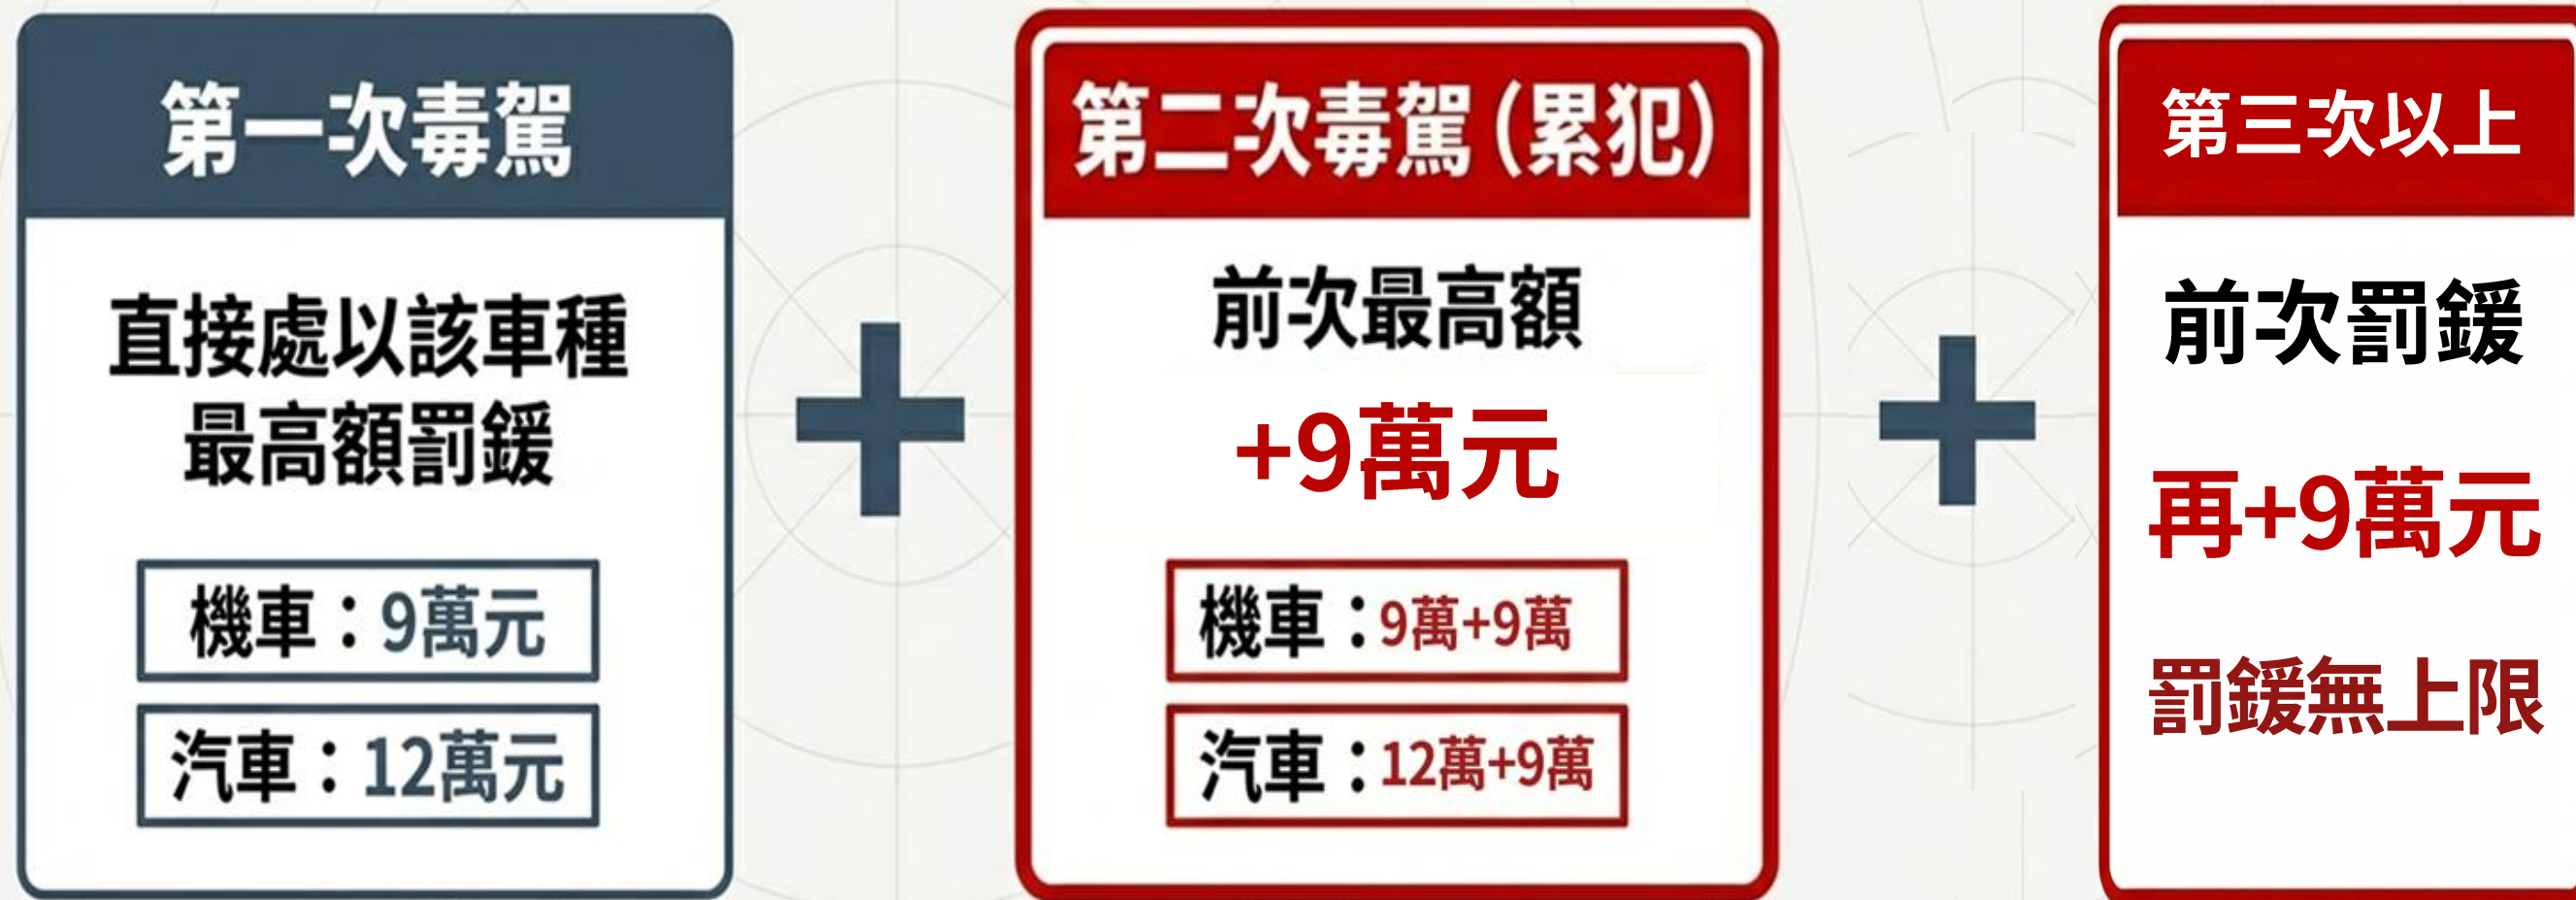 第一次毒駕
直接處以該車種
最高額罰鍰
機車：9萬元
汽車：12萬元
第二次毒駕(累犯)
前次最高額
+9萬元
機車：9萬+9萬
汽車：12萬+9萬
第三次以上
前次罰鍰
再+9萬元
罰鍰無上限